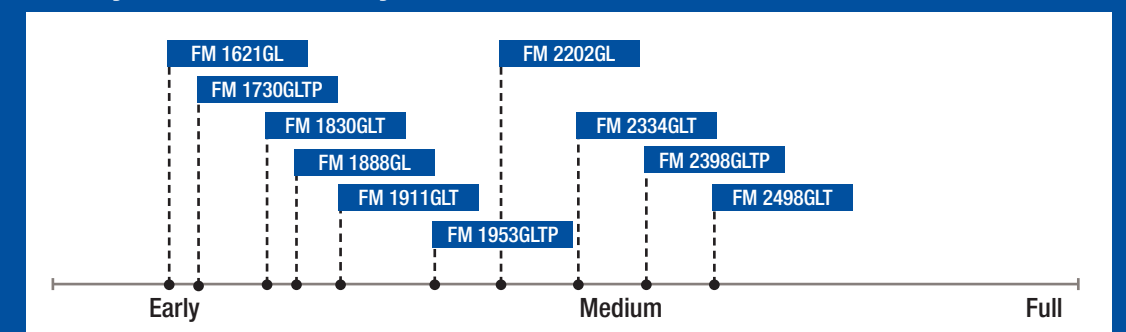 FM 1621GL
FM 2202GL
FM 1730GLTP
FM 1830GLT
FM 2334GLT
FM 1888GL
FM 2398GLTP
FM 1911GLT
FM 2498GLT
FM 1953GLTP
Early
Medium
Full